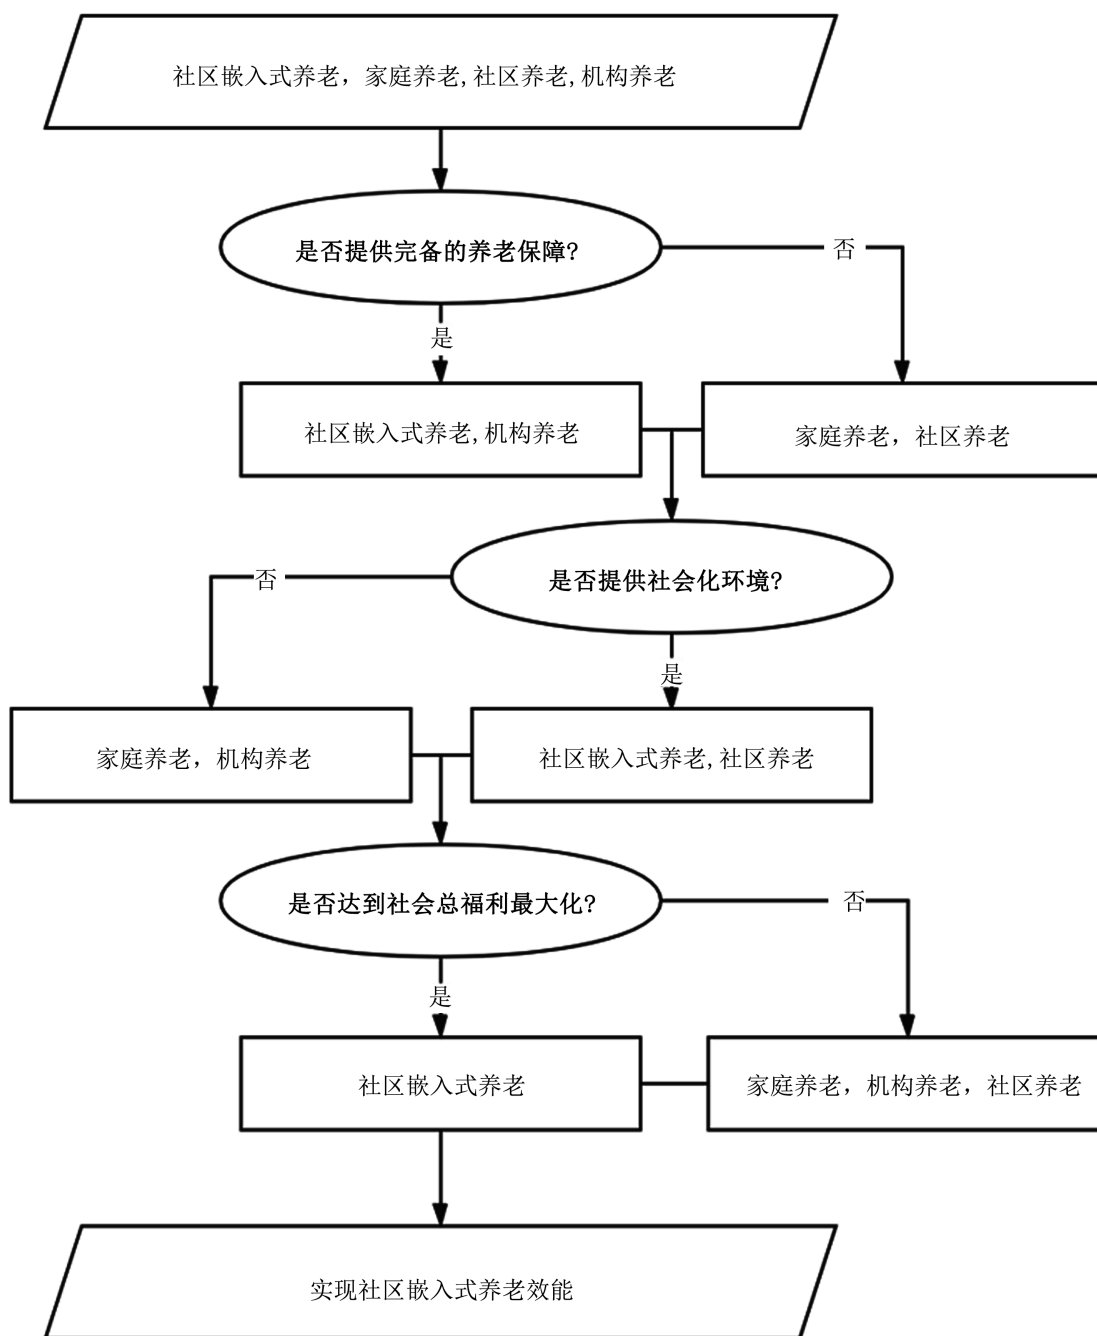 社区嵌入式养老，家庭养老,社区养老,机构养老
是否提供完备的养老保障?
否
是
社区嵌入式养老,机构养老
家庭养老，社区养老
是否提供社会化环境?
否
是
家庭养老，机构养老
社区嵌入式养老,社区养老
是否达到社会总福利最大化?
否
是
社区嵌入式养老
家庭养老，机构养老，社区养老
实现社区嵌入式养老效能